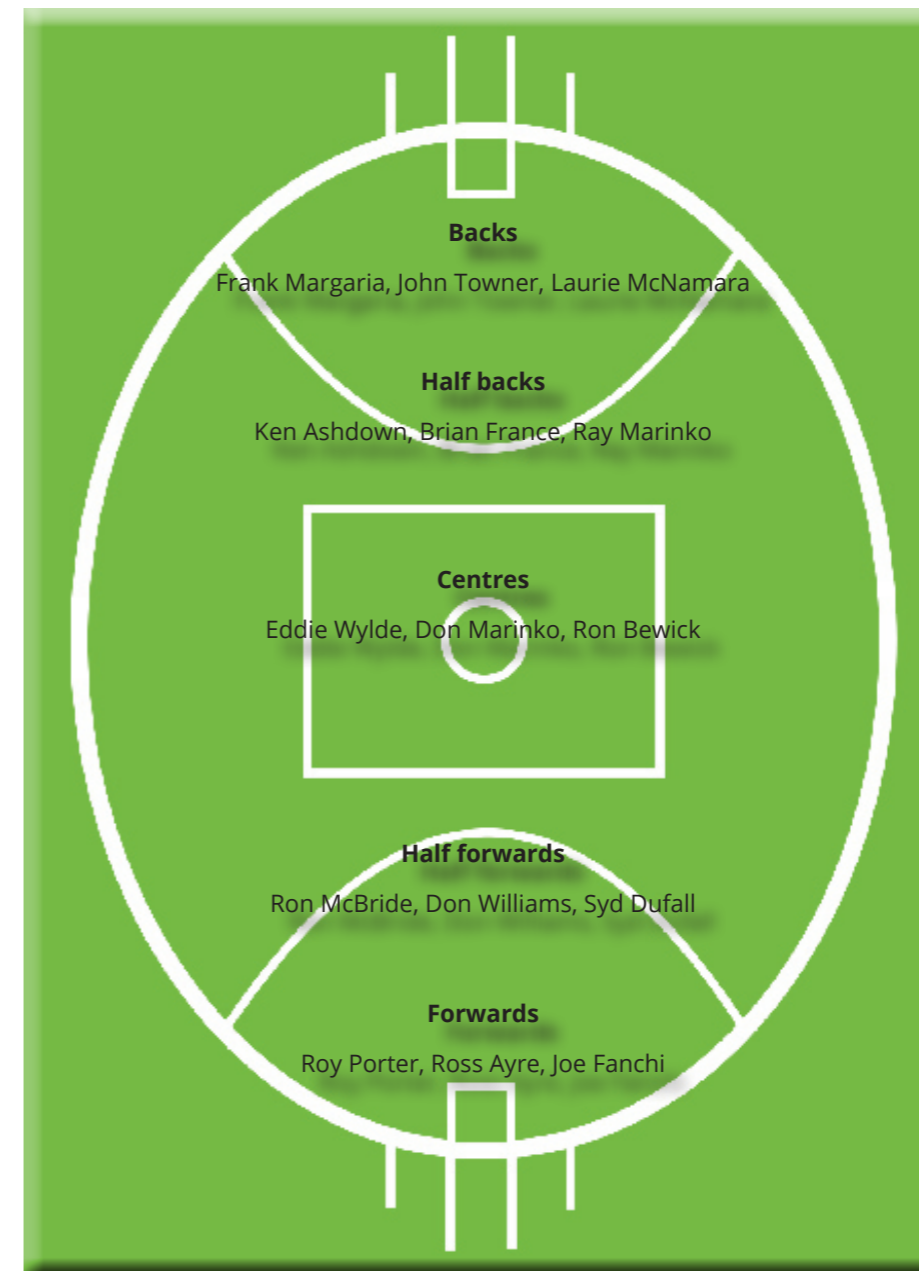 Backs
Frank Margaria, John Towner, Laurie McNamara
Half backs
Ken Ashdown, Brian France, Ray Marinko
Centres
Eddie Wylde, Don Marinko, Ron Bewick
Half forwards
Ron McBride, Don Williams, Syd Dufall
Forwards
Roy Porter, Ross Ayre, Joe Fanchi